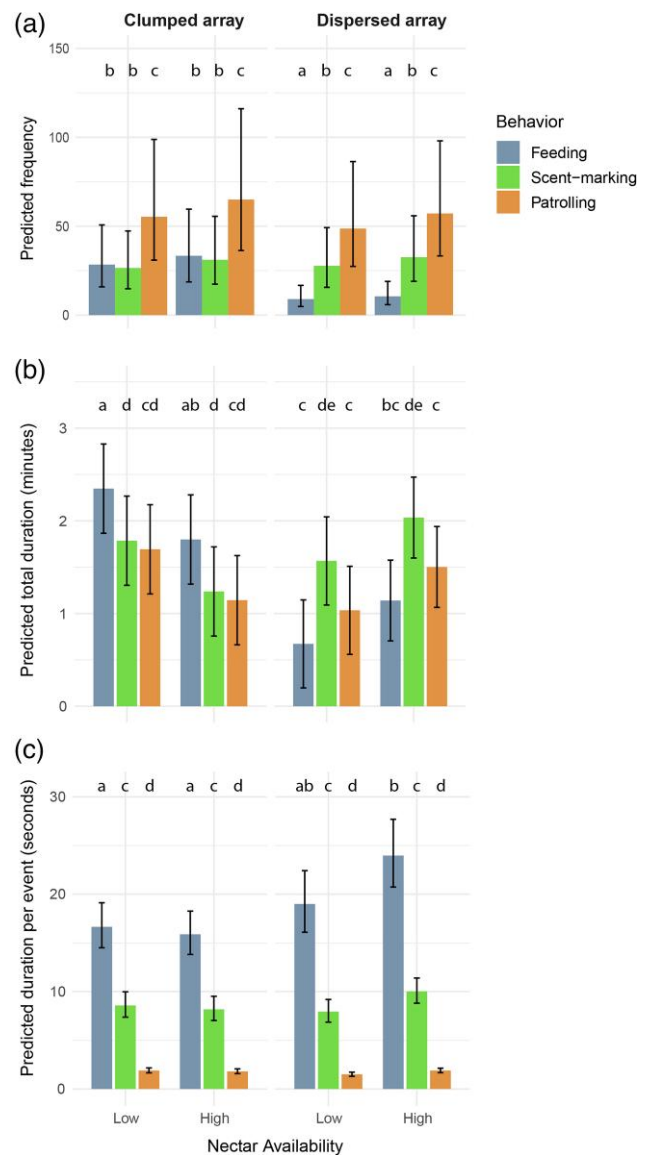 (a)
Clumped array
Dispersed array
150
100
50
0
Predicted frequency
b b c b b c
a b c a b c
Behavior
Feeding
Scent-marking
Patrolling
(b)
3
2
1
0
Predicted total duration (minutes)
a d cd ab d cd
c de c bc de c
(c)
30
20
10
0
Predicted duration per event (seconds)
a c d a c d
ab c d b c d
Low High
Low High
Nectar Availability